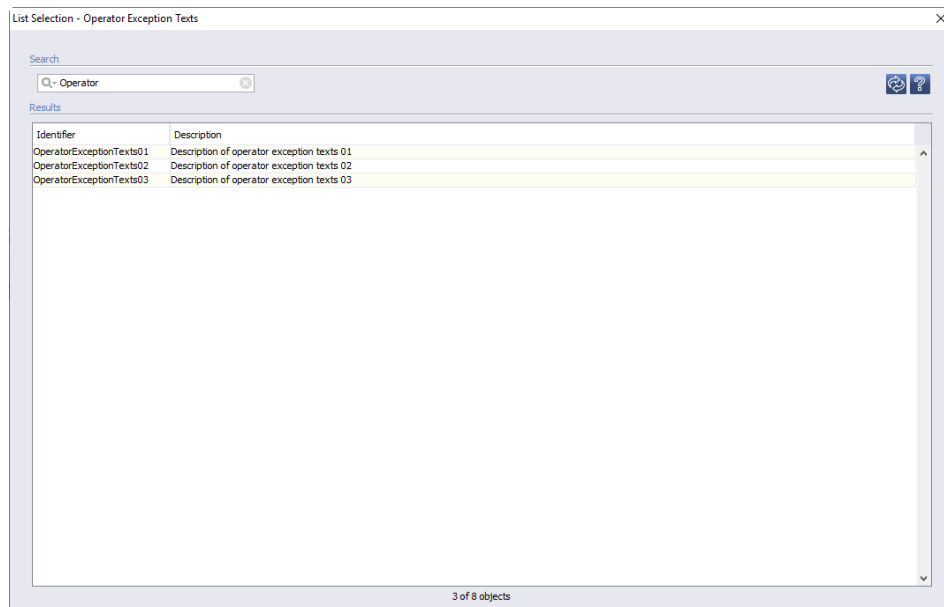 List Selection - Operator Exception Texts
Search
Operator
Results
Identifier Description
OperatorExceptionTexts01 Description of operator exception texts 01
OperatorExceptionTexts02 Description of operator exception texts 02
OperatorExceptionTexts03 Description of operator exception texts 03
3 of 8 objects